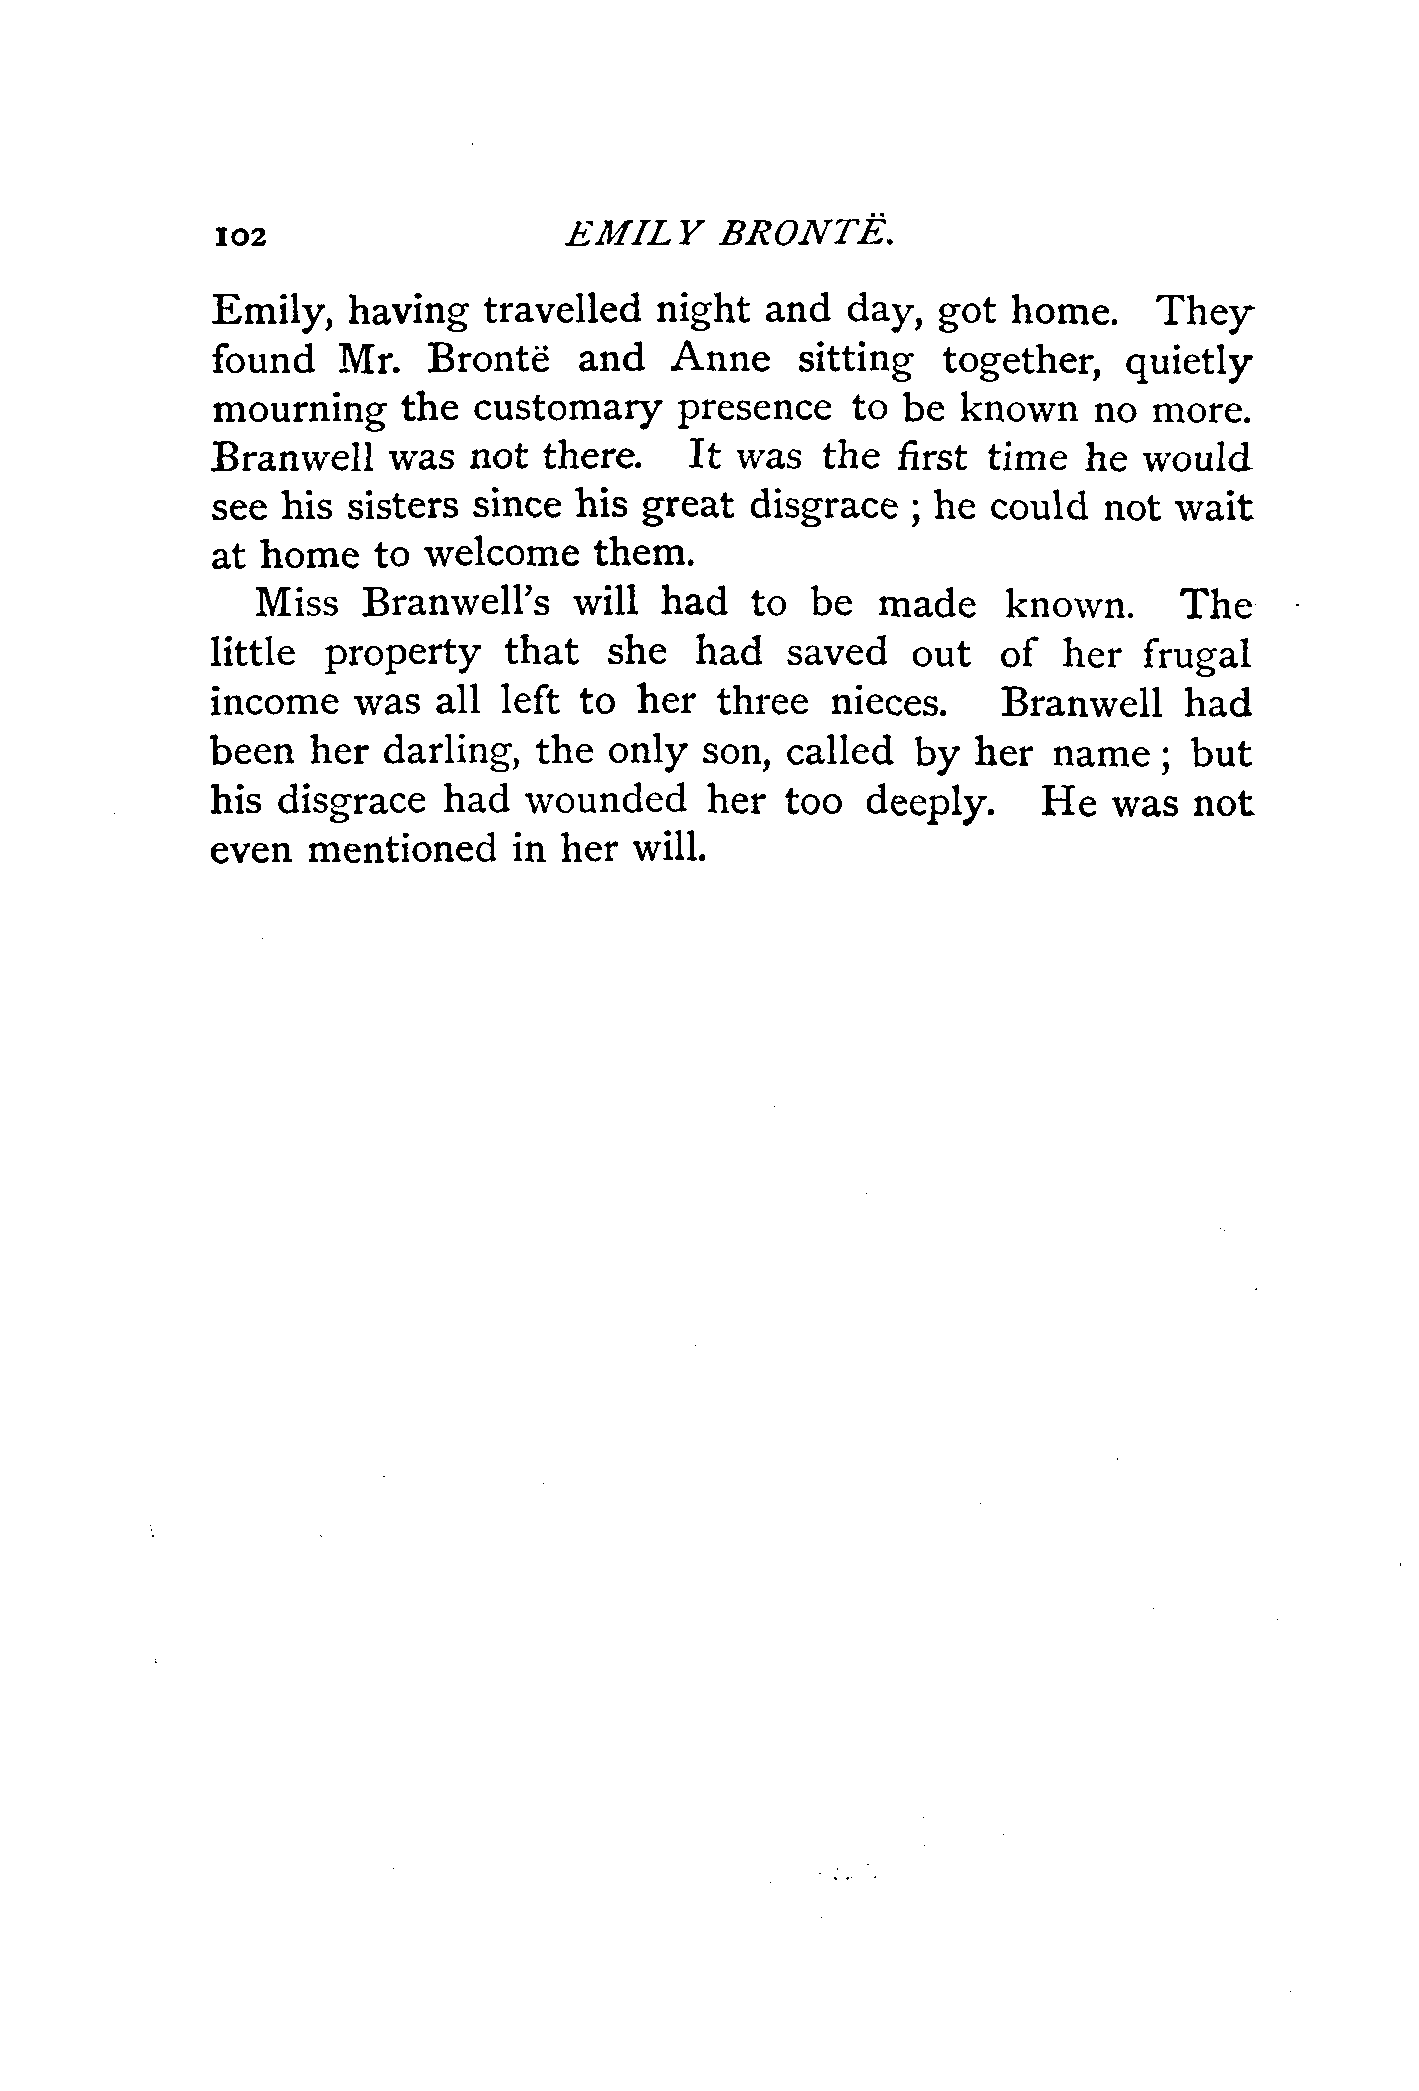 102 EMILY BRONTË.
Emily, having travelled night and day, got home. They
found Mr. Brontë and Anne sitting together, quietly
mourning the customary presence to be known no more.
Branwell was not there. It was the first time he would
see his sisters since his great disgrace ; he could not wait
at home to welcome them.
Miss Branwell's will had to be made known. The
little property that she had saved out of her frugal
income was all left to her three nieces. Branwell had
been her darling, the only son, called by her name ; but
his disgrace had wounded her too deeply. He was not
even mentioned in her will.